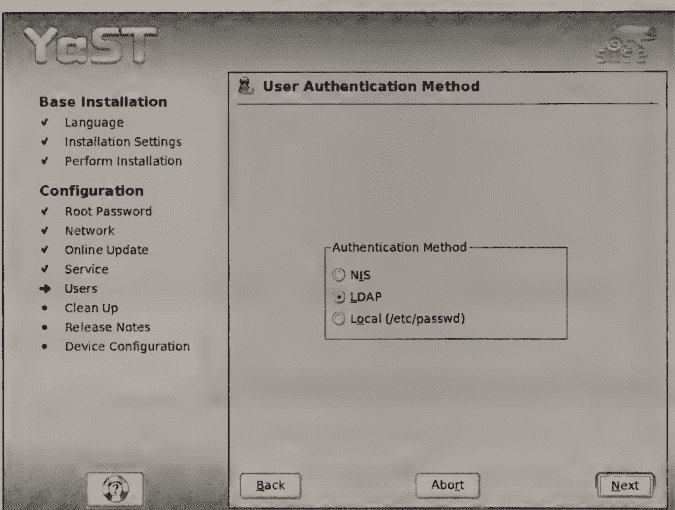 YaST
SUSE
Base Installation
✓ Language
✓ Installation Settings
✓ Perform Installation
Configuration
✓ Root Password
✓ Network
✓ Online Update
✓ Service
➔ Users
• Clean Up
• Release Notes
• Device Configuration
User Authentication Method
Authentication Method
NIS
LDAP
Local (/etc/passwd)
?
Back
Abort
Next